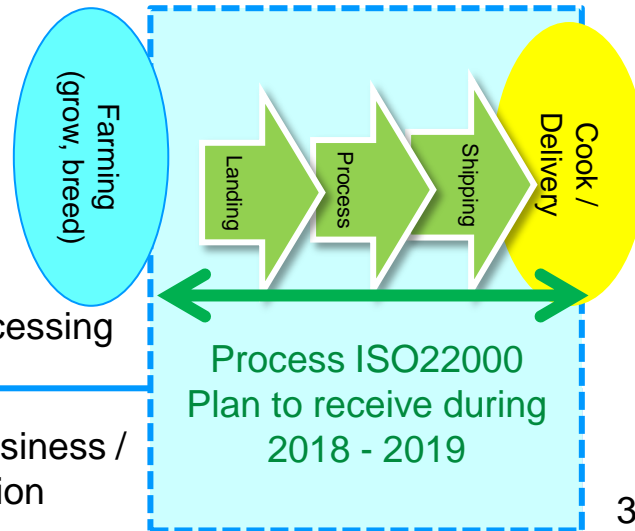 Farming
(grow, breed)
Landing
Process
Shipping
Cook /
Delivery
cessing
Process ISO22000
Plan to receive during
2018 - 2019
siness /
ion
3